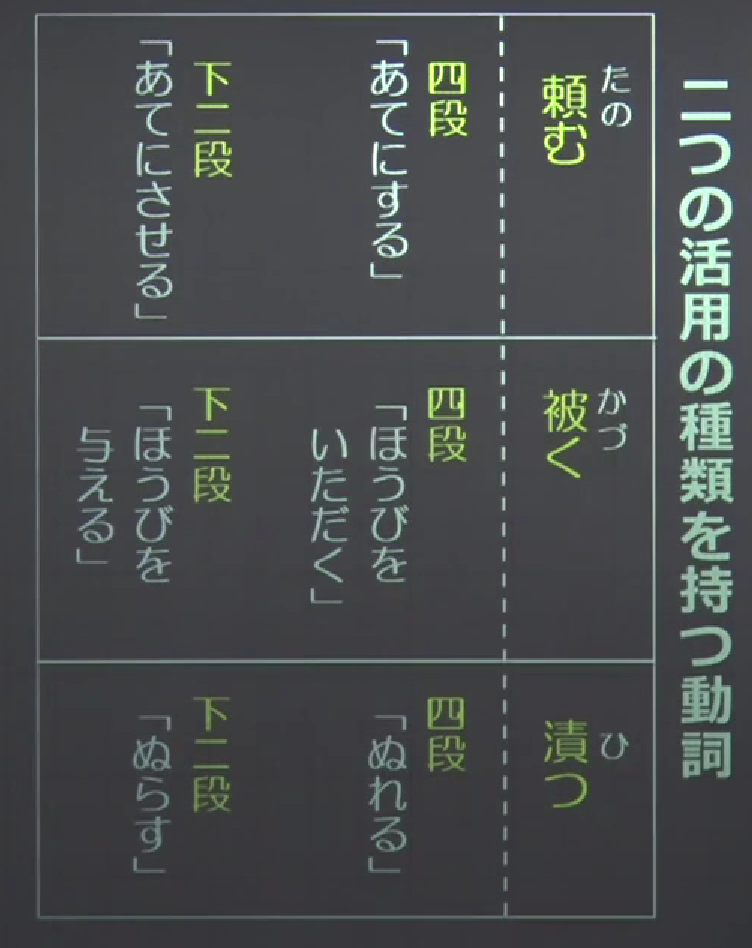 二つの活用の種類を持つ動詞
たの
頼む
四段
「あてにする」
下二段
「あてにさせる」
かづ
被く
四段
「ほうびを
いただく」
下二段
「ほうびを
与える」
ひ
漬つ
四段
「ぬれる」
下二段
「ぬらす」